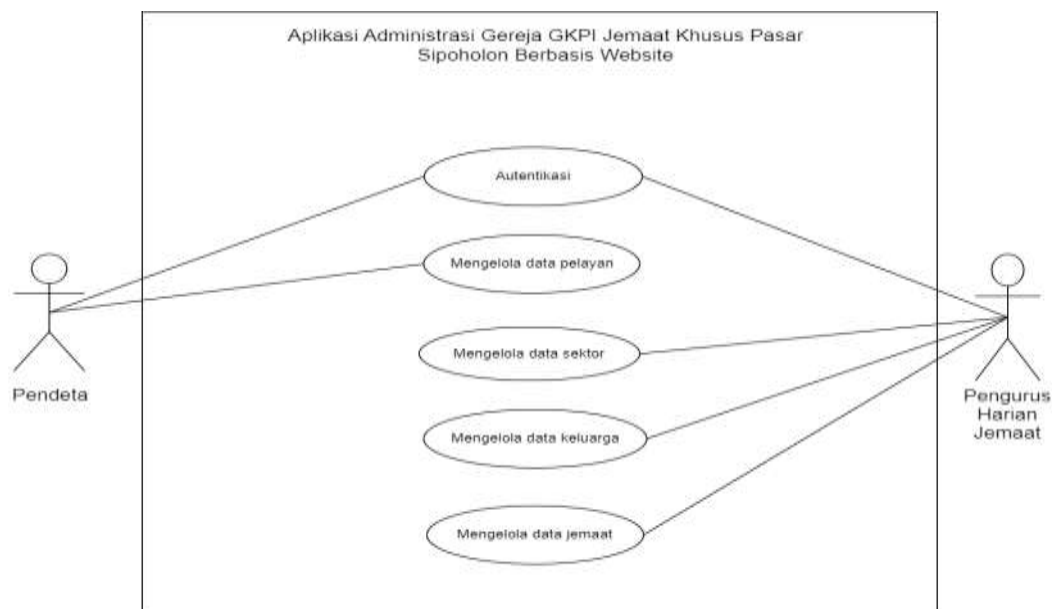 Aplikasi Administrasi Gereja GKPI Jemaat Khusus Pasar
Sipoholon Berbasis Website
Autentikasi
Mengelola data pelayan
Mengelola data sektor
Mengelola data keluarga
Mengelola data jemaat
Pendeta
Pengurus
Harian
Jemaat